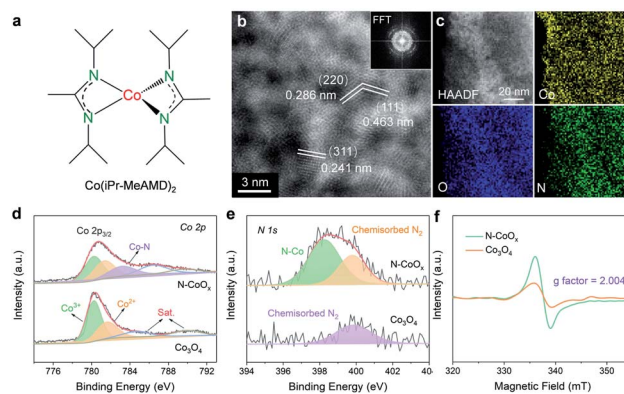 a
N
N
Co
N
N
Co(iPr-MeAMD)₂
b
FFT
(220)
0.286 nm
(111)
0.463 nm
(311)
0.241 nm
3 nm
c
HAADF
20 nm
Co
O
N
d
Co 2p
Co 2p₃/₂
Co-N
N-CoOₓ
Co³⁺
Co²⁺
Sat.
Co₃O₄
Intensity (a.u.)
776
780
784
788
792
Binding Energy (eV)
e
N 1s
Chemisorbed N₂
N-Co
N-CoOₓ
Chemisorbed N₂
Co₃O₄
Intensity (a.u.)
394
396
398
400
402
Binding Energy (eV)
f
N-CoOₓ
Co₃O₄
g factor = 2.004
Intensity (a.u.)
320
330
340
350
Magnetic Field (mT)